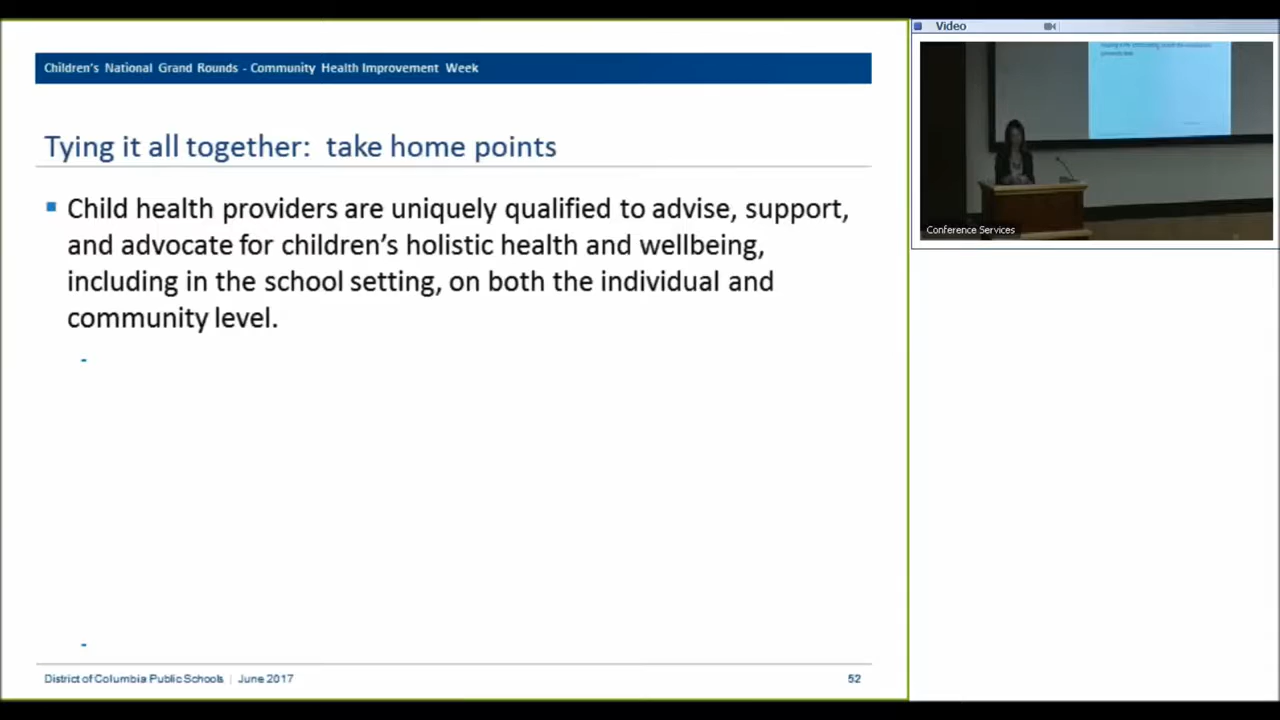 Children's National Grand Rounds - Community Health Improvement Week
Tying it all together: take home points
▪ Child health providers are uniquely qualified to advise, support,
and advocate for children's holistic health and wellbeing,
including in the school setting, on both the individual and
community level.
-
-
District of Columbia Public Schools | June 2017
52
Video
Conference Services